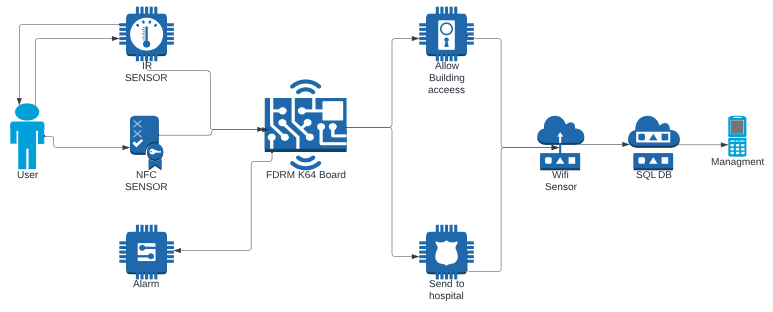 IR
SENSOR
Allow
Building
acceess
User
NFC
SENSOR
FDRM K64 Board
Wifi
Sensor
SQL DB
Managment
Alarm
Send to
hospital